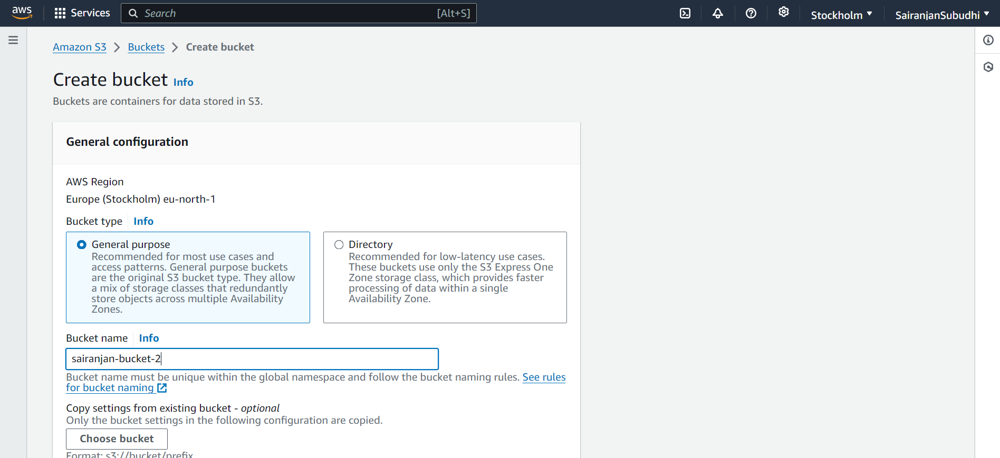 aws Services Search [Alt+S] Stockholm SairanjanSubudhi
Amazon S3 Buckets Create bucket
Create bucket Info
Buckets are containers for data stored in S3.
General configuration
AWS Region
Europe (Stockholm) eu-north-1
Bucket type Info
General purpose
Recommended for most use cases and
access patterns. General purpose buckets
are the original S3 bucket type. They allow
a mix of storage classes that redundantly
store objects across multiple Availability
Zones.
Directory
Recommended for low-latency use cases.
These buckets use only the S3 Express One
Zone storage class, which provides faster
processing of data within a single
Availability Zone.
Bucket name Info
sairanjan-bucket-2
Bucket name must be unique within the global namespace and follow the bucket naming rules. See rules
for bucket naming
Copy settings from existing bucket - optional
Only the bucket settings in the following configuration are copied.
Choose bucket
Format: s3://bucket/prefix